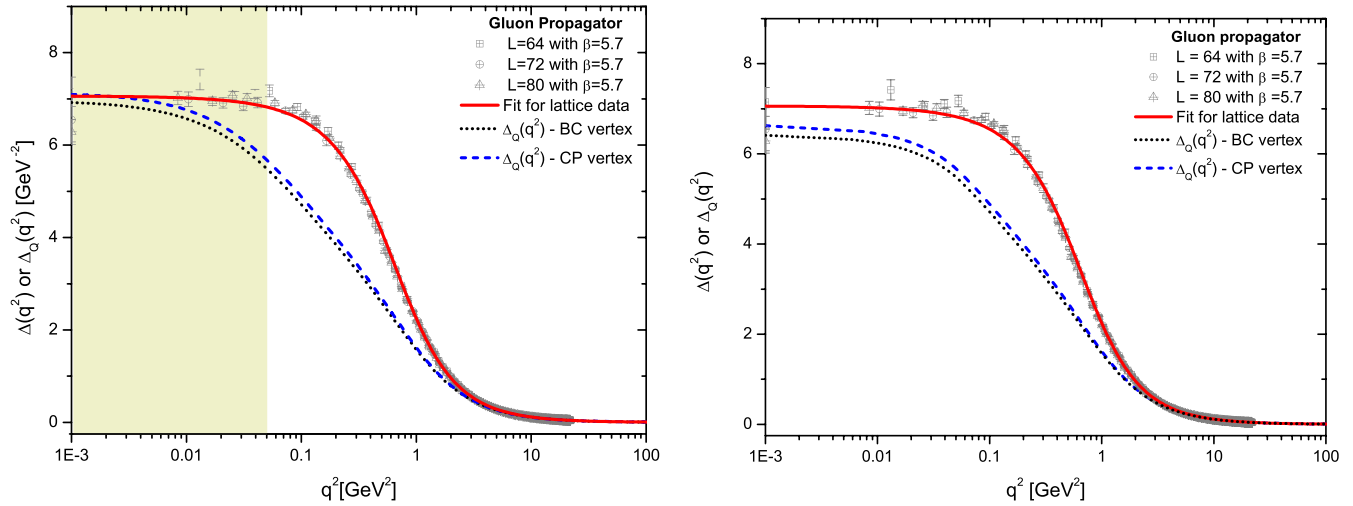 Gluon Propagator
L=64 with β=5.7
L=72 with β=5.7
L=80 with β=5.7
Fit for lattice data
Δ_Q(q²) - BC vertex
Δ_Q(q²) - CP vertex
Δ(q²) or Δ_Q(q²) [GeV⁻²]
8
6
4
2
0
1E-3 0.01 0.1 1 10 100
q²[GeV²]
Gluon propagator
L = 64 with β=5.7
L = 72 with β=5.7
L = 80 with β=5.7
Fit for lattice data
Δ_Q(q²) - BC vertex
Δ_Q(q²) - CP vertex
Δ(q²) or Δ_Q(q²)
8
6
4
2
0
1E-3 0.01 0.1 1 10 100
q² [GeV²]